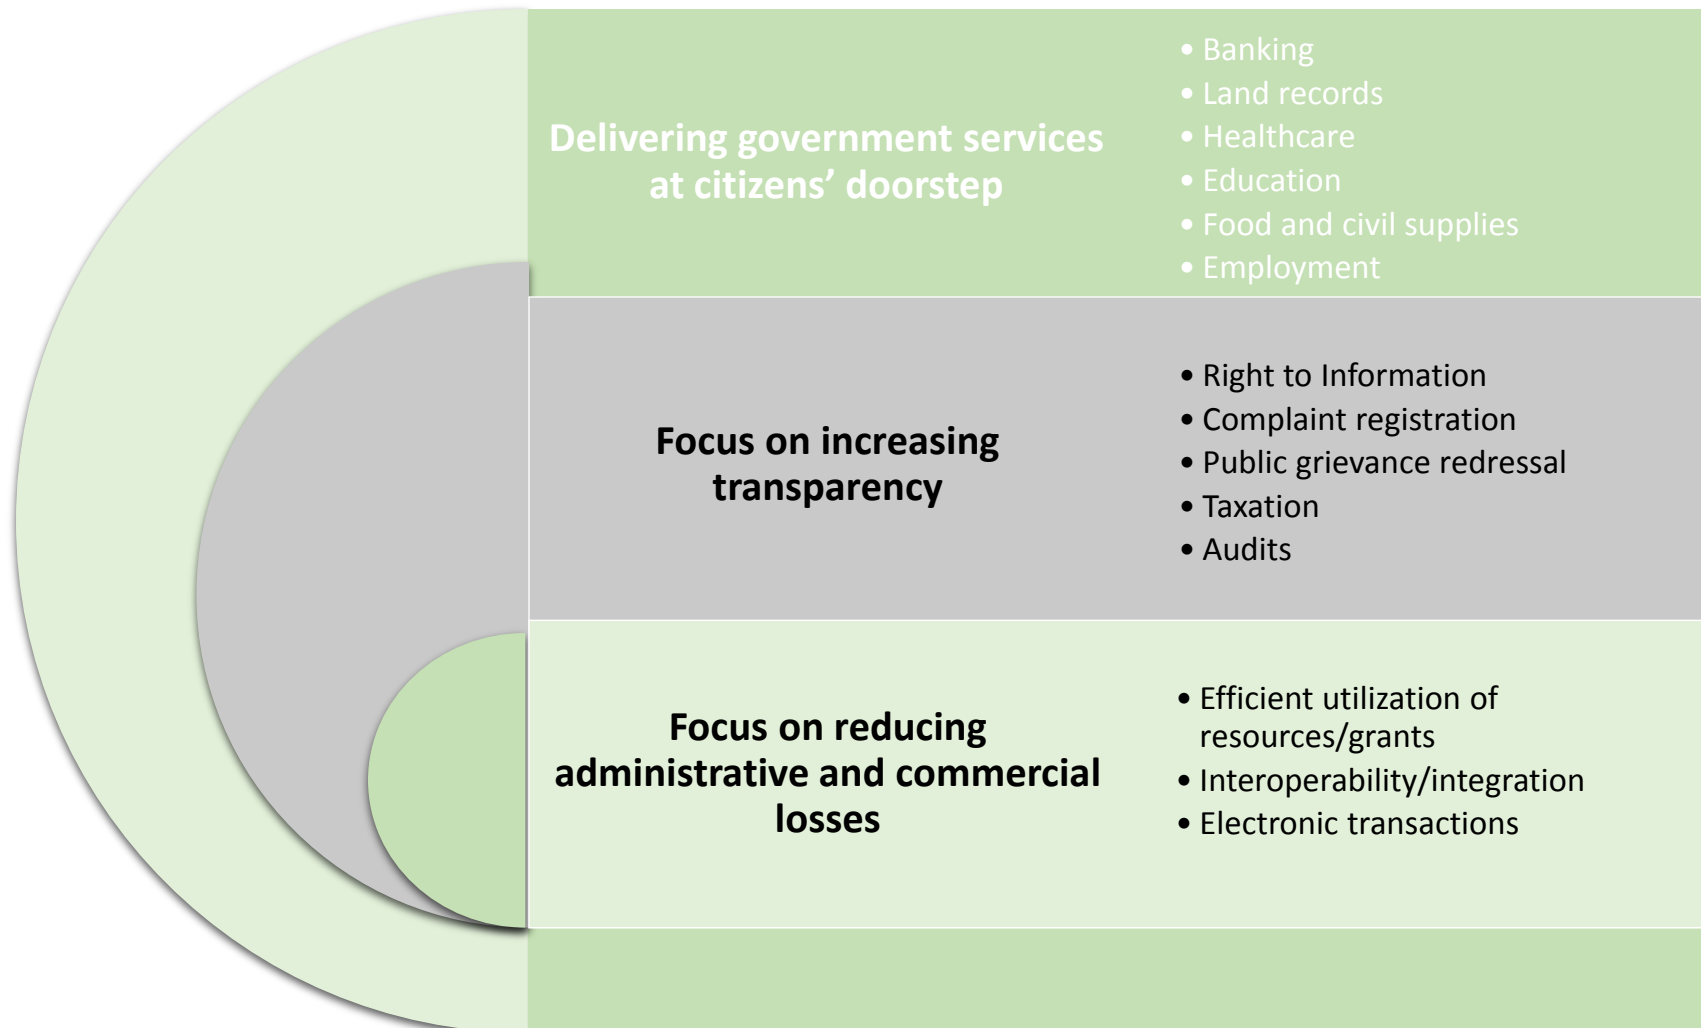 Delivering government services
at citizens’ doorstep
• Banking
• Land records
• Healthcare
• Education
• Food and civil supplies
• Employment
Focus on increasing
transparency
• Right to Information
• Complaint registration
• Public grievance redressal
• Taxation
• Audits
Focus on reducing
administrative and commercial
losses
• Efficient utilization of
resources/grants
• Interoperability/integration
• Electronic transactions